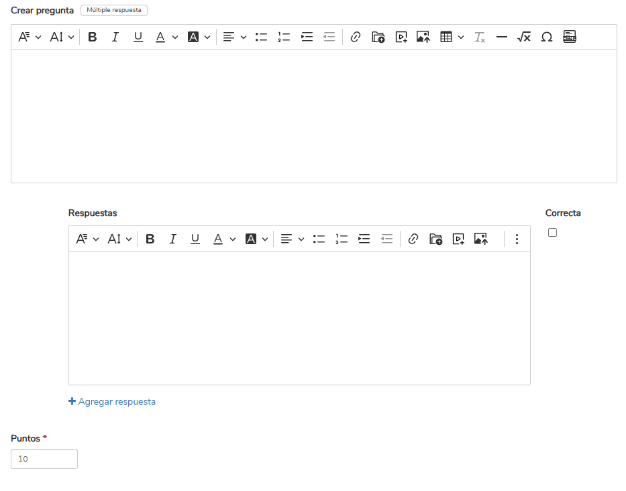 Crear pregunta Múltiple respuesta
Respuestas Correcta
+ Agregar respuesta
Puntos *
10